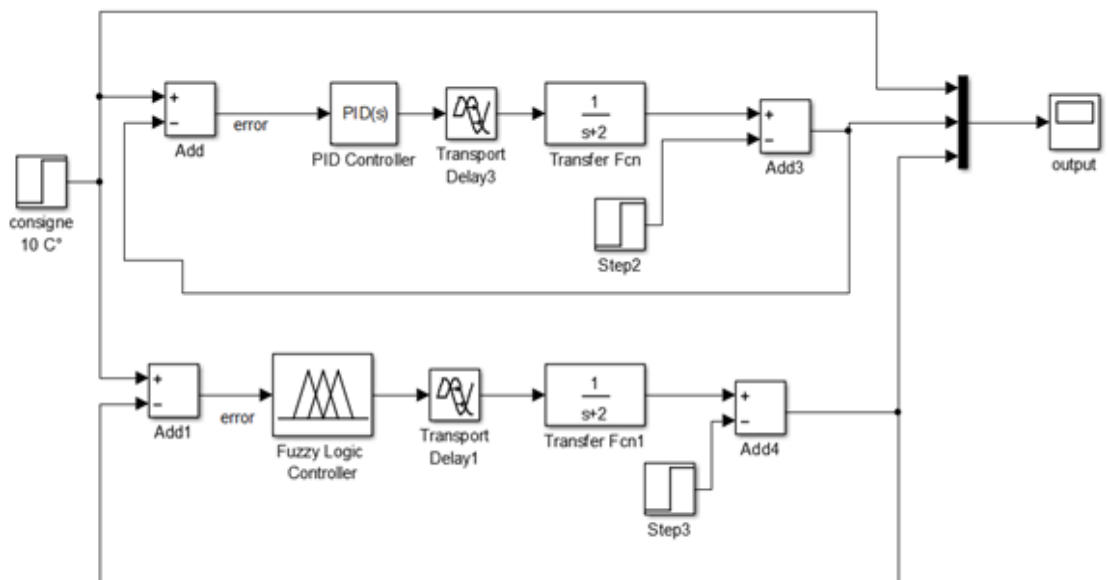 +
−
Add
error
PID(s)
PID Controller
Transport
Delay3
1
s+2
Transfer Fcn
+
−
Add3
output
consigne
10 C°
Step2
+
−
Add1
error
Fuzzy Logic
Controller
Transport
Delay1
1
s+2
Transfer Fcn1
+
−
Add4
Step3